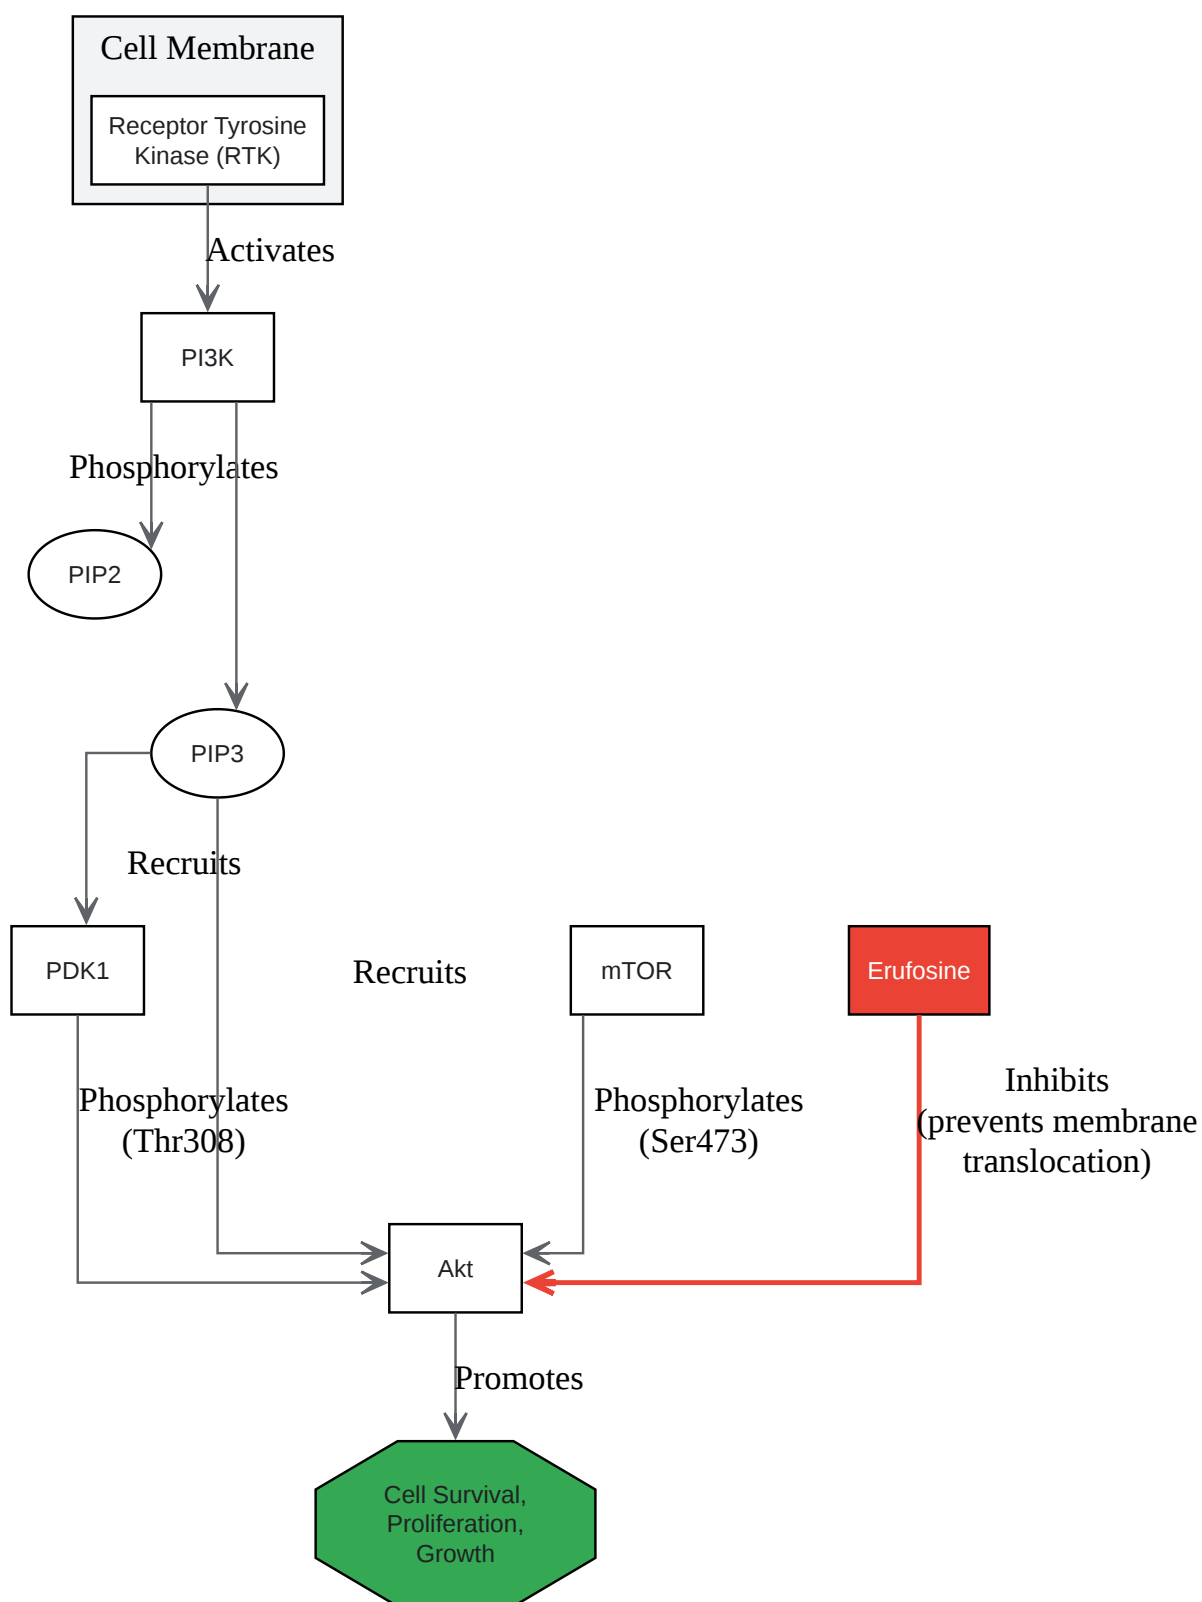 Cell Membrane
Receptor Tyrosine
Kinase (RTK)
Activates
PI3K
Phosphorylates
PIP2
PIP3
Recruits
PDK1
Recruits
mTOR
Erufosine
Phosphorylates
(Thr308)
Phosphorylates
(Ser473)
Inhibits
(prevents membrane
translocation)
Akt
Promotes
Cell Survival,
Proliferation,
Growth